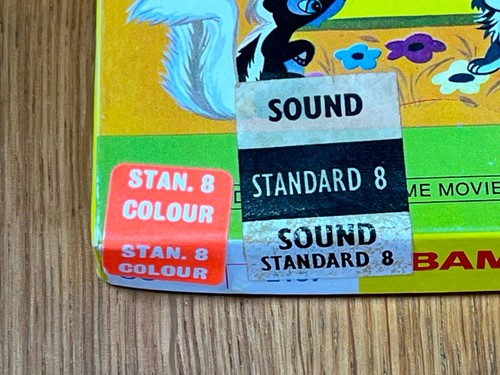 SOUND
STANDARD 8
SOUND
STANDARD 8
STAN. 8
COLOUR
STAN. 8
COLOUR
ME MOVIE
BAM